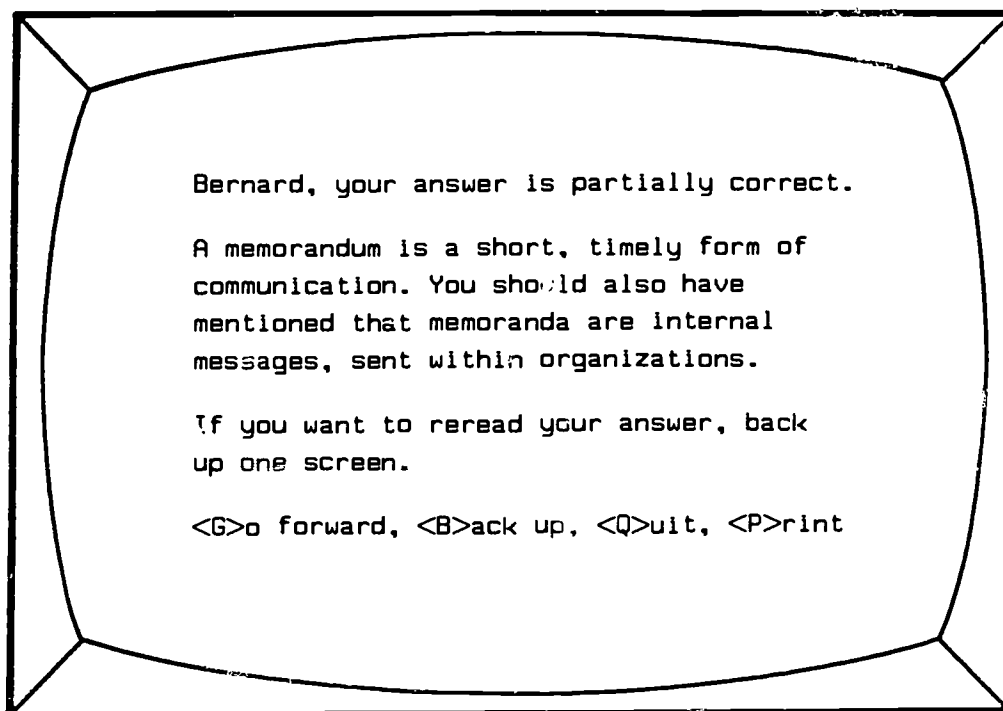 Bernard, your answer is partially correct.
A memorandum is a short, timely form of
communication. You should also have
mentioned that memoranda are internal
messages, sent within organizations.
If you want to reread your answer, back
up one screen.
<G>o forward, <B>ack up, <Q>uit, <P>rint